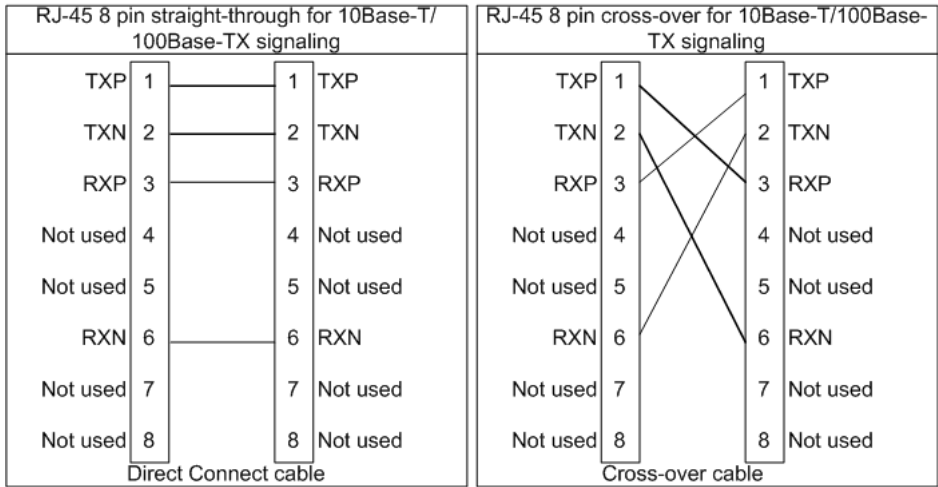 RJ-45 8 pin straight-through for 10Base-T/
100Base-TX signaling
TXP 1 1 TXP
TXN 2 2 TXN
RXP 3 3 RXP
Not used 4 4 Not used
Not used 5 5 Not used
RXN 6 6 RXN
Not used 7 7 Not used
Not used 8 8 Not used
Direct Connect cable
RJ-45 8 pin cross-over for 10Base-T/100Base-
TX signaling
TXP 1 1 TXP
TXN 2 2 TXN
RXP 3 3 RXP
Not used 4 4 Not used
Not used 5 5 Not used
RXN 6 6 RXN
Not used 7 7 Not used
Not used 8 8 Not used
Cross-over cable